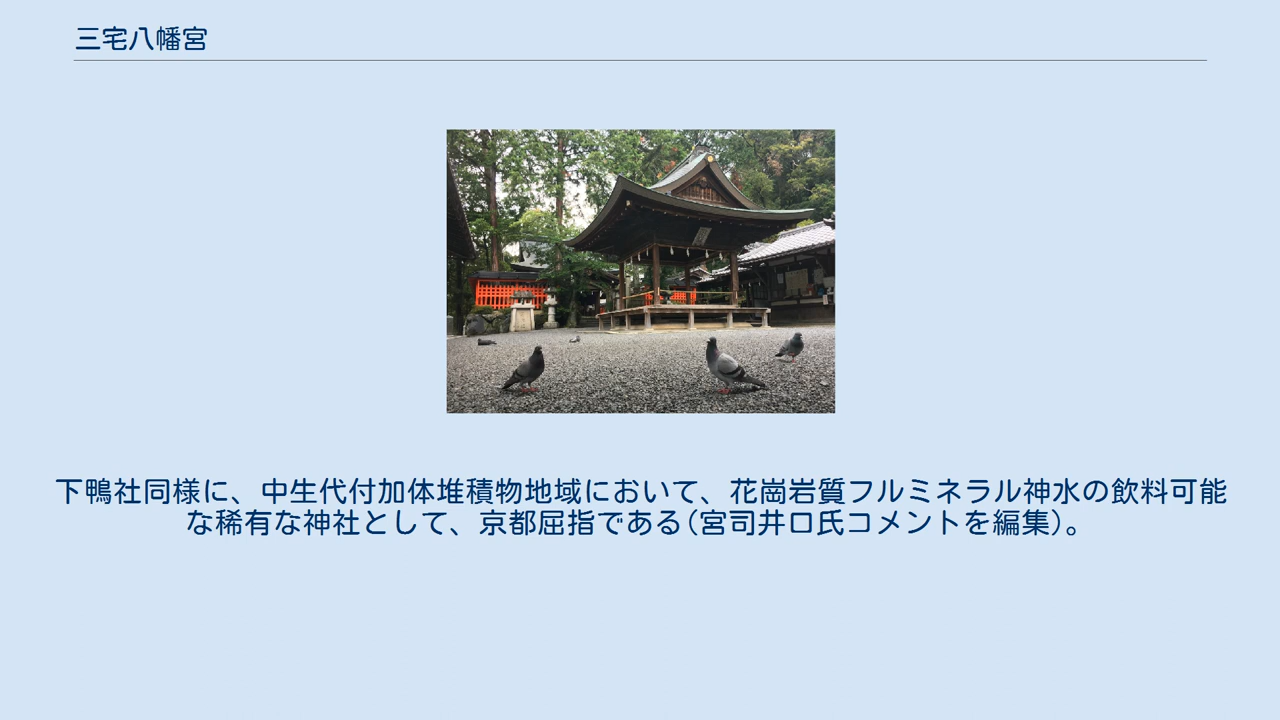 三宅八幡宮
下鴨社同様に、中生代付加体堆積物地域において、花崗岩質フルミネラル神水の飲料可能
な稀有な神社として、京都屈指である(宮司井口氏コメントを編集)。